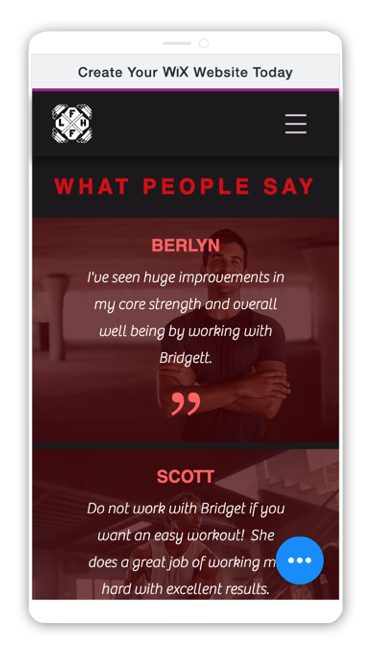 Create Your WiX Website Today
F
L H
F
WHAT PEOPLE SAY
BERLYN
I've seen huge improvements in
my core strength and overall
well being by working with
Bridgett.
”
SCOTT
Do not work with Bridget if you
want an easy workout! She
does a great job of working m
hard with excellent results.